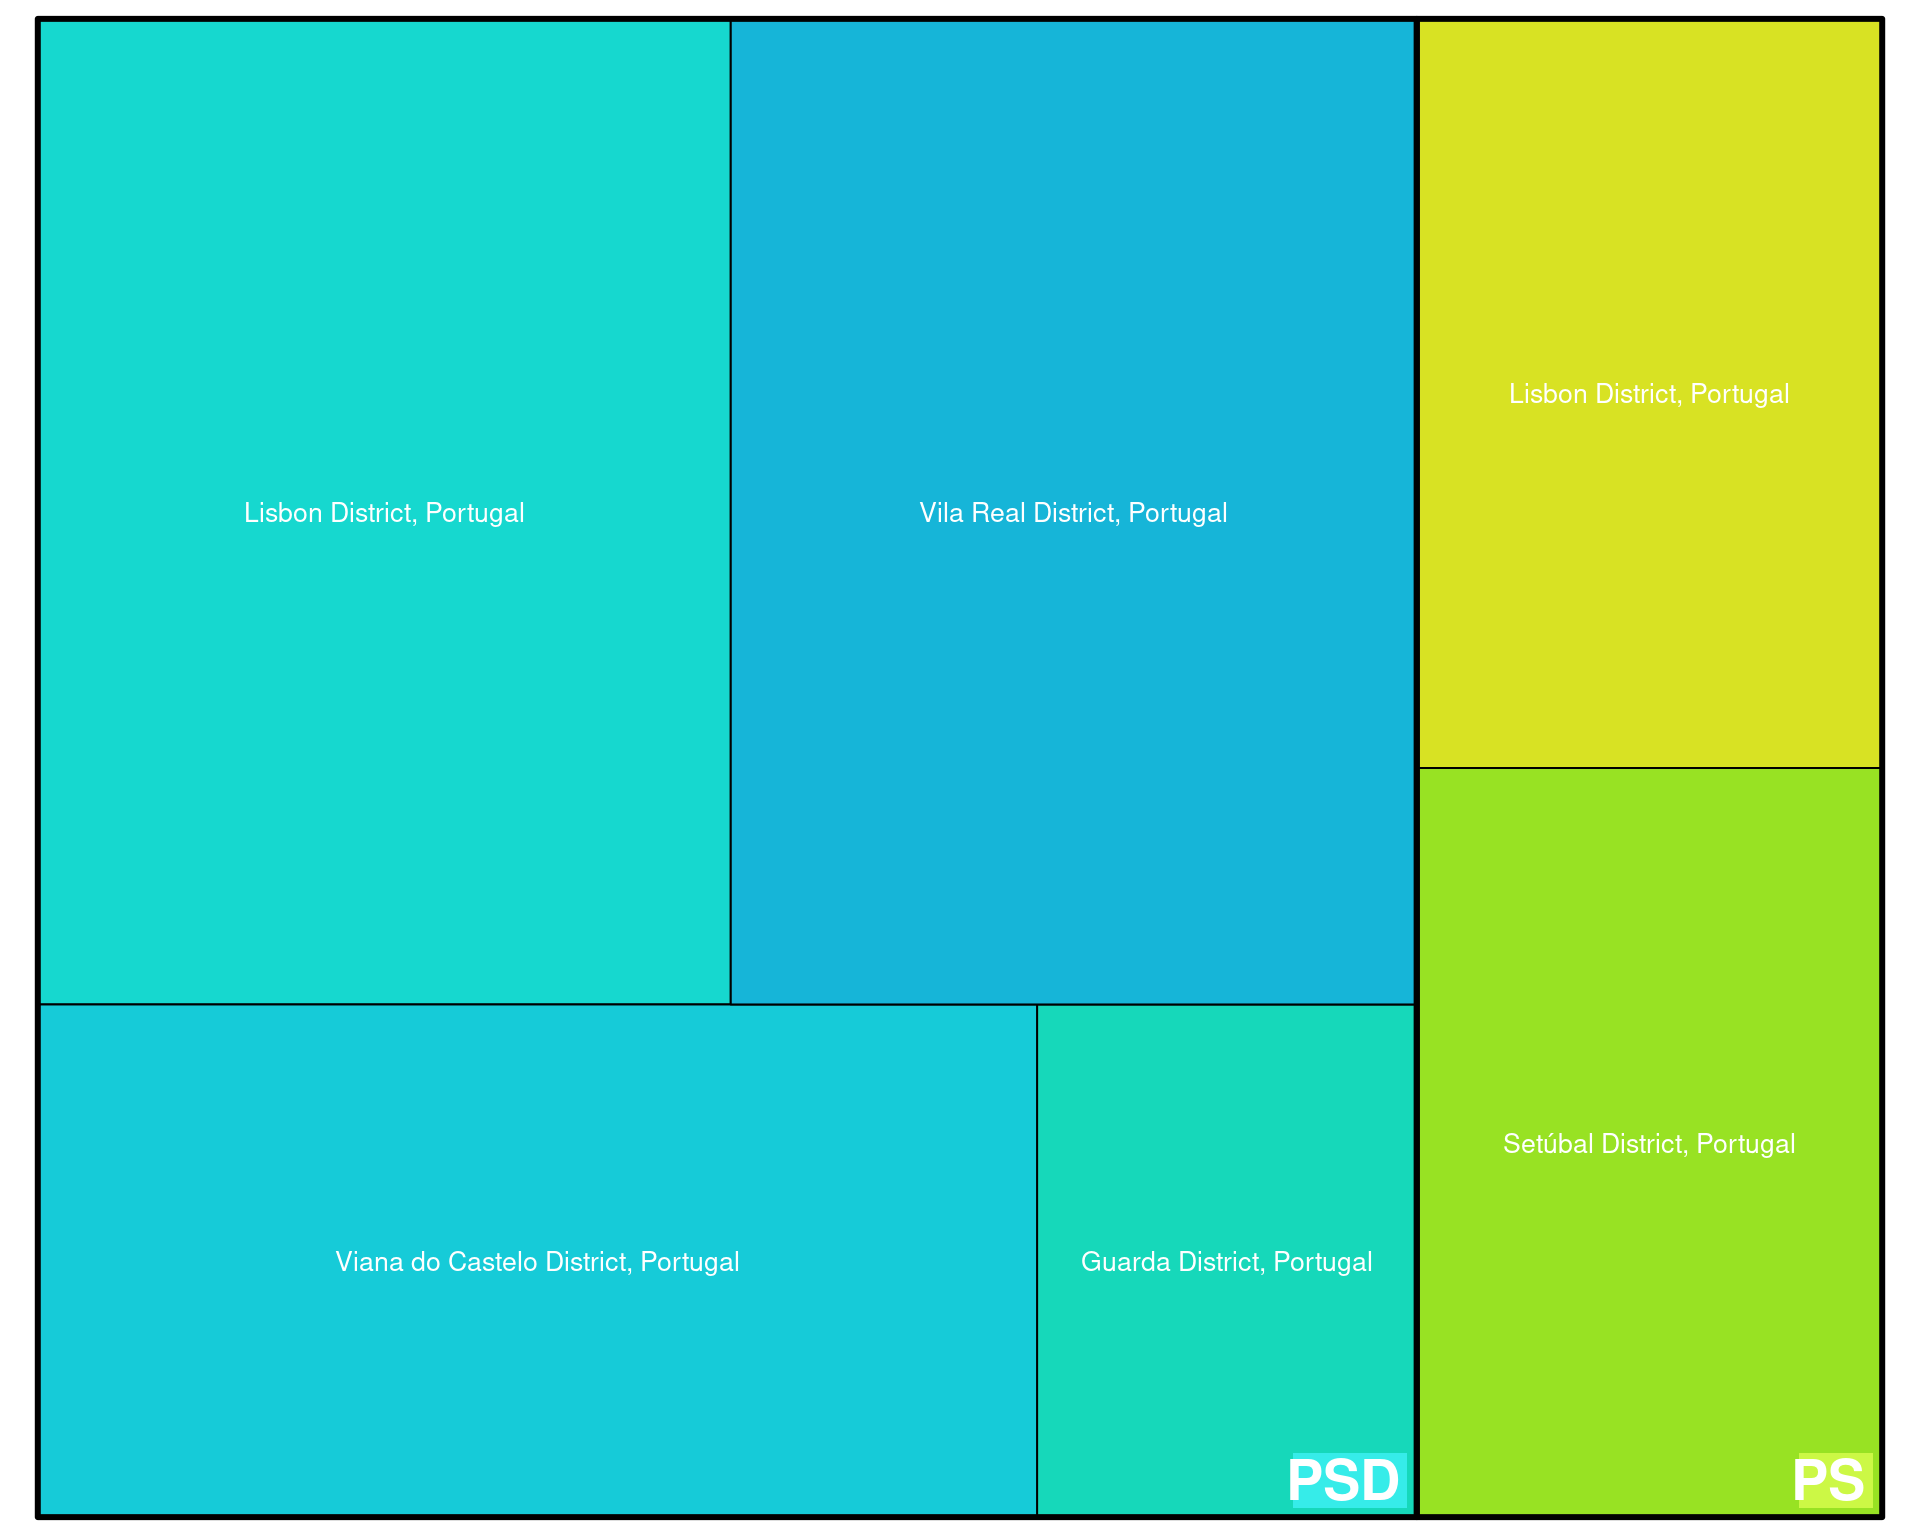 Lisbon District, Portugal
Vila Real District, Portugal
Lisbon District, Portugal
Setúbal District, Portugal
Viana do Castelo District, Portugal
Guarda District, Portugal
PSD
PS